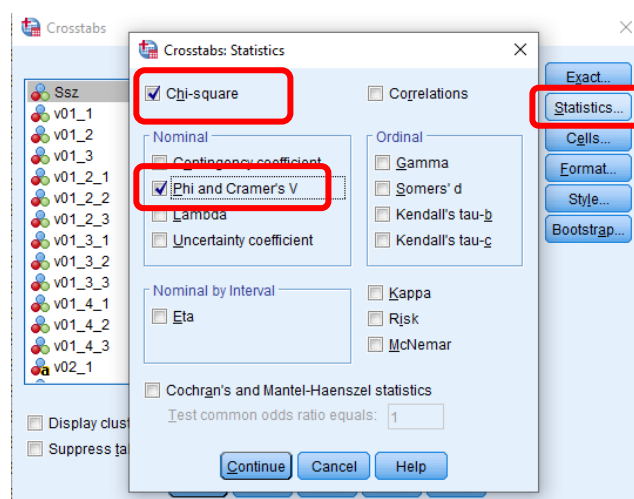 Crosstabs
Crosstabs: Statistics
Ssz
v01_1
v01_2
v01_3
v01_2_1
v01_2_2
v01_2_3
v01_3_1
v01_3_2
v01_3_3
v01_4_1
v01_4_2
v01_4_3
v02_1
Display clust
Suppress ta
Chi-square
Correlations
Nominal
Contingency coefficient
Phi and Cramer's V
Lambda
Uncertainty coefficient
Ordinal
Gamma
Somers' d
Kendall's tau-b
Kendall's tau-c
Nominal by Interval
Eta
Kappa
Risk
McNemar
Cochran's and Mantel-Haenszel statistics
Test common odds ratio equals: 1
Continue Cancel Help
Exact...
Statistics...
Cells...
Format...
Style...
Bootstrap...